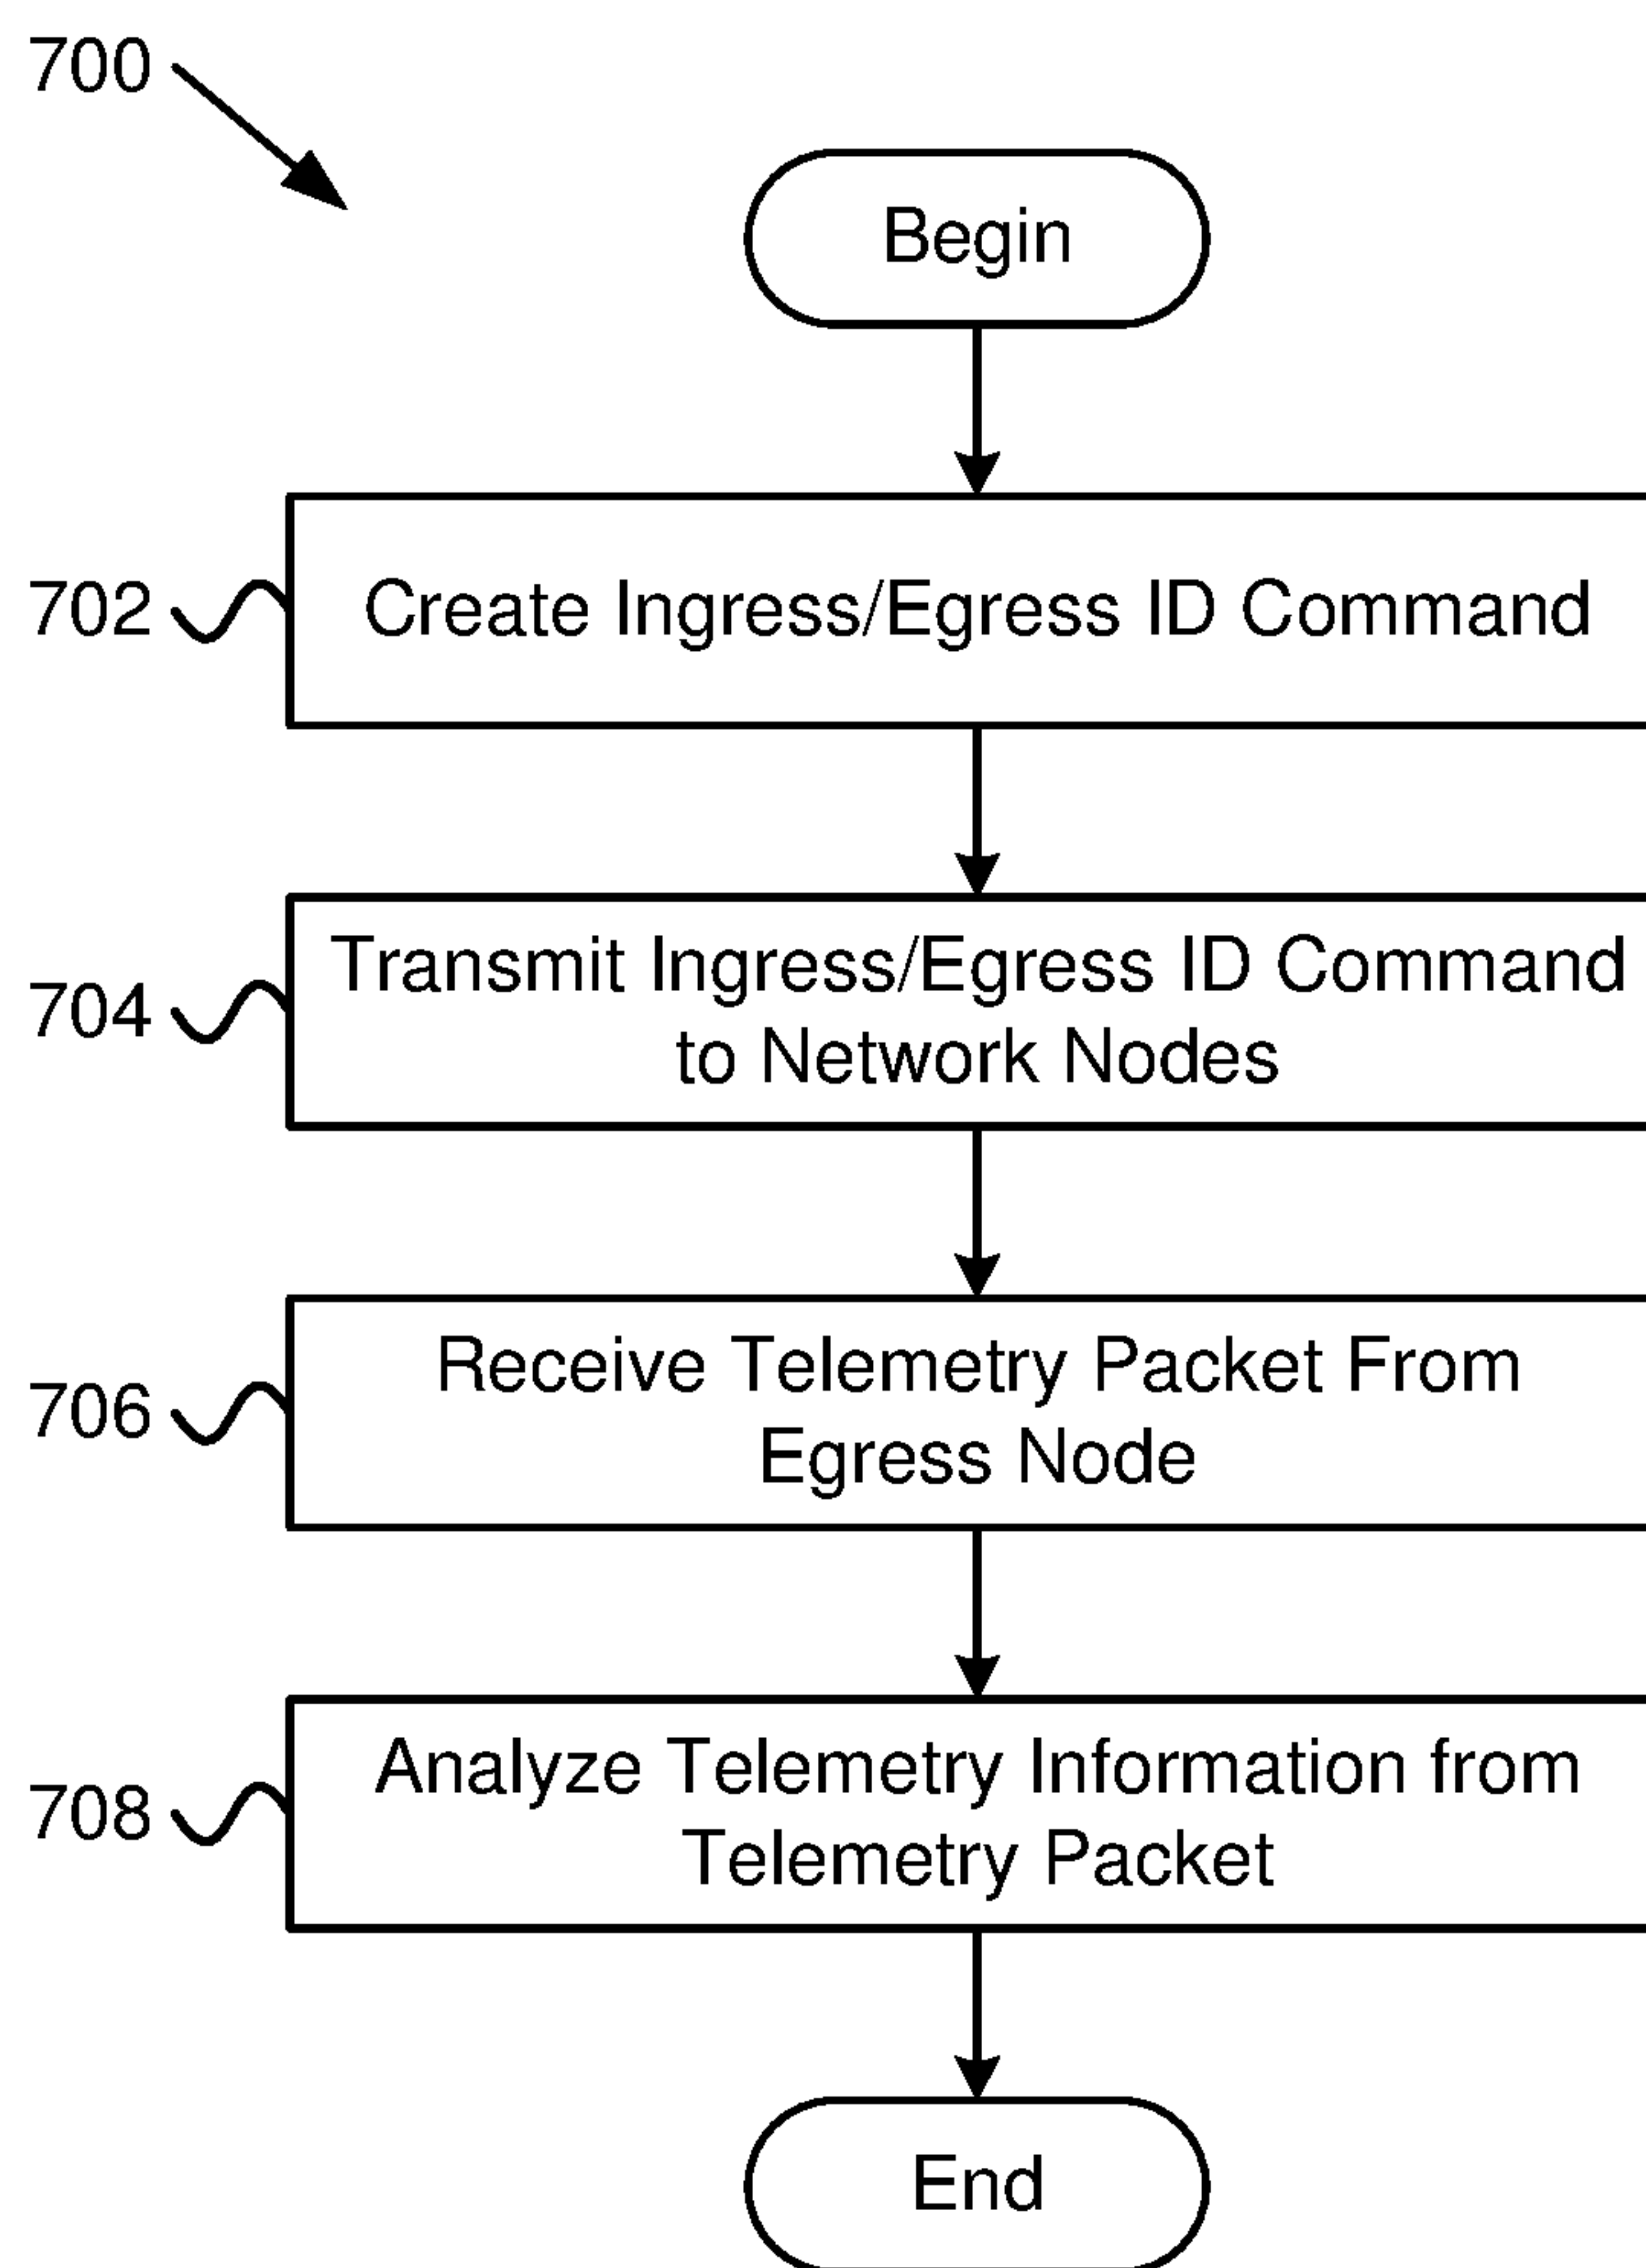 700
Begin
702
Create Ingress/Egress ID Command
704
Transmit Ingress/Egress ID Command
to Network Nodes
706
Receive Telemetry Packet From
Egress Node
708
Analyze Telemetry Information from
Telemetry Packet
End